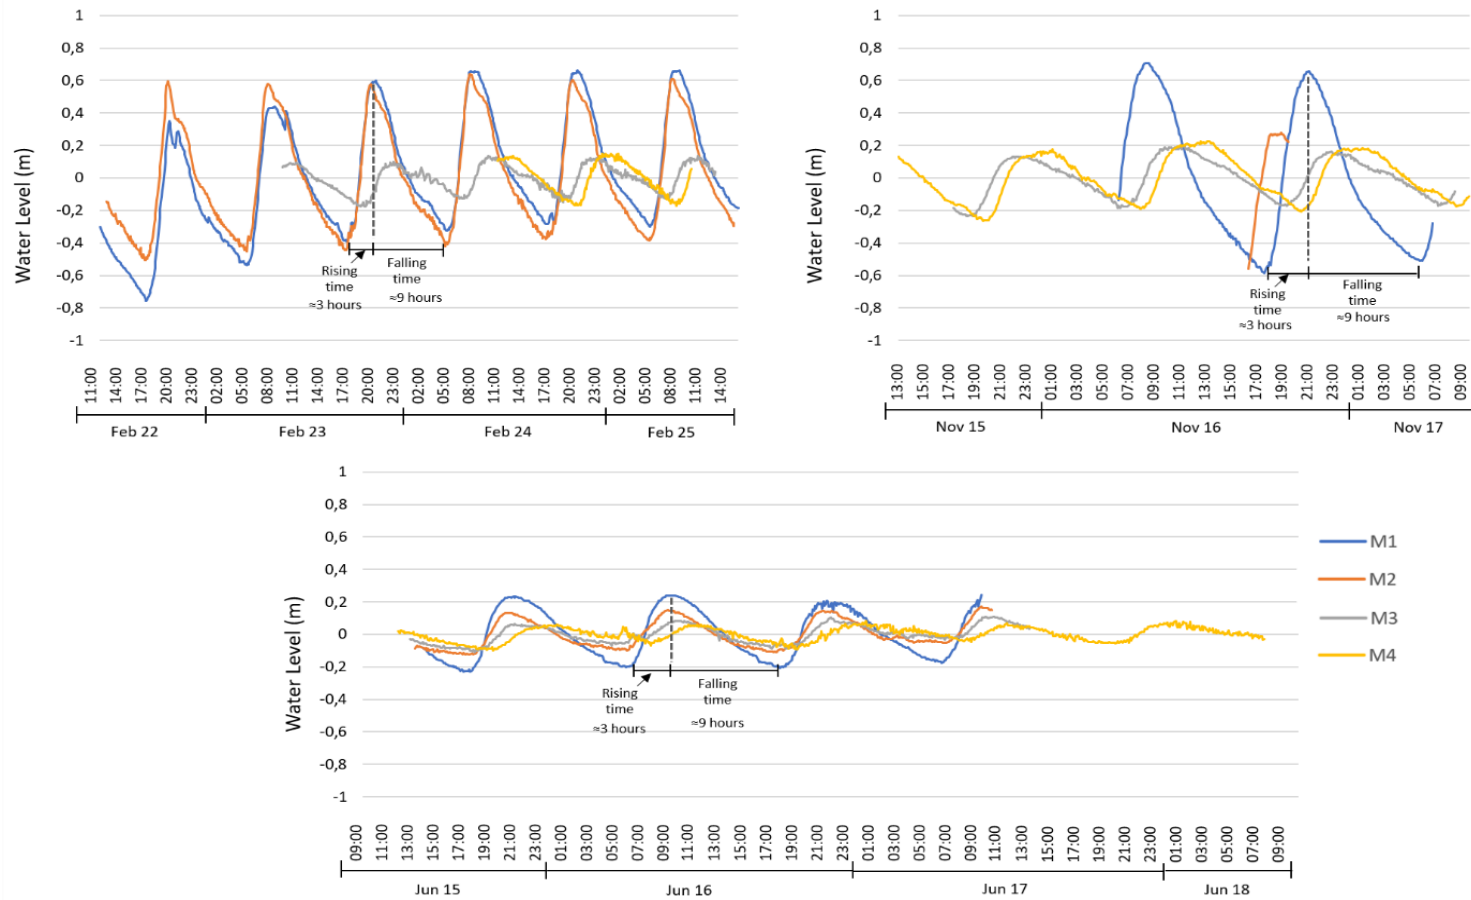 1
0,8
0,6
0,4
0,2
0
-0,2
-0,4
-0,6
-0,8
-1
Water Level (m)
Rising
time
≈3 hours
Falling
time
≈9 hours
11:00 14:00 17:00 20:00 23:00 02:00 05:00 08:00 11:00 14:00 17:00 20:00 23:00 02:00 05:00 08:00 11:00 14:00 17:00 20:00 23:00 02:00 05:00 08:00 11:00 14:00
Feb 22 Feb 23 Feb 24 Feb 25
1
0,8
0,6
0,4
0,2
0
-0,2
-0,4
-0,6
-0,8
-1
Water Level (m)
Rising
time
≈3 hours
Falling
time
≈9 hours
13:00 15:00 17:00 19:00 21:00 23:00 01:00 03:00 05:00 07:00 09:00 11:00 13:00 15:00 17:00 19:00 21:00 23:00 01:00 03:00 05:00 07:00 09:00
Nov 15 Nov 16 Nov 17
1
0,8
0,6
0,4
0,2
0
-0,2
-0,4
-0,6
-0,8
-1
Water Level (m)
Rising
time
≈3 hours
Falling
time
≈9 hours
09:00 11:00 13:00 15:00 17:00 19:00 21:00 23:00 01:00 03:00 05:00 07:00 09:00 11:00 13:00 15:00 17:00 19:00 21:00 23:00 01:00 03:00 05:00 07:00 09:00 11:00 13:00 15:00 17:00 19:00 21:00 23:00 01:00 03:00 05:00 07:00 09:00
Jun 15 Jun 16 Jun 17 Jun 18
M1
M2
M3
M4